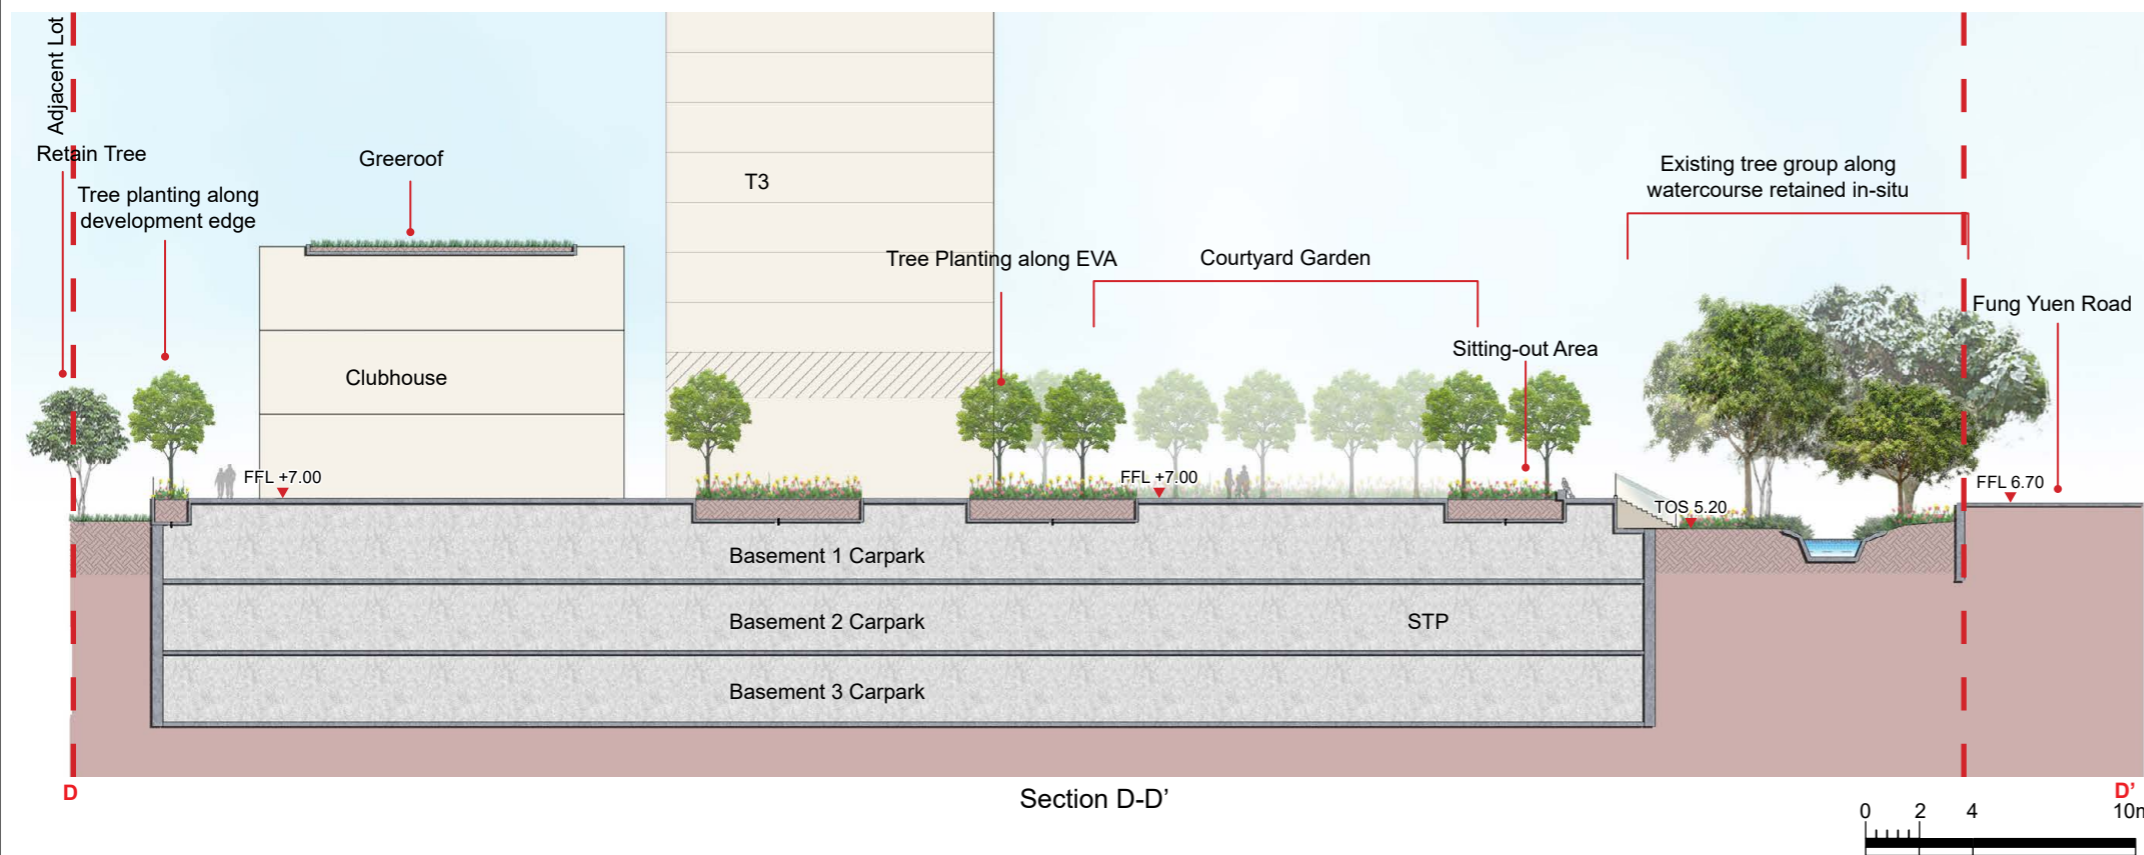 Adjacent Lot
Retain Tree
Tree planting along
development edge
Greeroof
T3
Tree Planting along EVA
Courtyard Garden
Existing tree group along
watercourse retained in-situ
Fung Yuen Road
Sitting-out Area
Clubhouse
FFL +7.00
FFL +7.00
FFL 6.70
TOS 5.20
Basement 1 Carpark
Basement 2 Carpark
STP
Basement 3 Carpark
D
Section D-D’
D’
0 2 4 10m